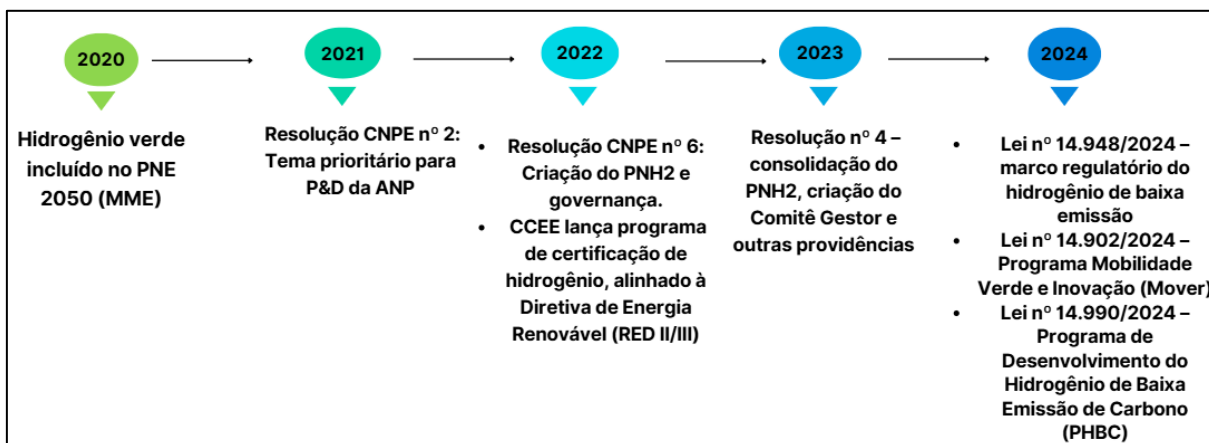 2020
Hidrogênio verde
incluído no PNE
2050 (MME)
2021
Resolução CNPE nº 2:
Tema prioritário para
P&D da ANP
2022
• Resolução CNPE nº 6:
Criação do PNH2 e
governança.
• CCEE lança programa
de certificação de
hidrogênio, alinhado à
Diretiva de Energia
Renovável (RED II/III)
2023
Resolução nº 4 –
consolidação do
PNH2, criação do
Comitê Gestor e
outras providências
2024
• Lei nº 14.948/2024 –
marco regulatório do
hidrogênio de baixa
emissão
• Lei nº 14.902/2024 –
Programa Mobilidade
Verde e Inovação (Mover)
• Lei nº 14.990/2024 –
Programa de
Desenvolvimento do
Hidrogênio de Baixa
Emissão de Carbono
(PHBC)